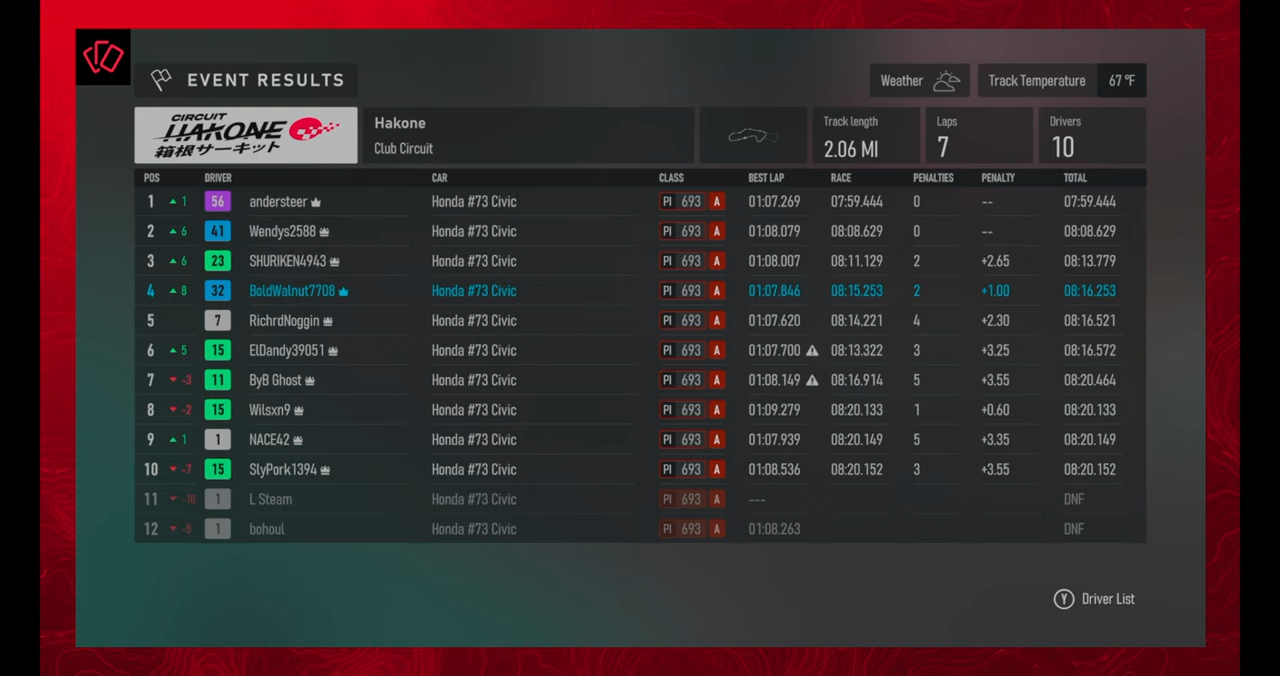 EVENT RESULTS
Weather
Track Temperature 67 °F
CIRCUIT
HAKONE
箱根サーキット
Hakone
Club Circuit
Track length
2.06 MI
Laps
7
Drivers
10
POS DRIVER CAR CLASS BEST LAP RACE PENALTIES PENALTY TOTAL
1 1 56 andersteer Honda #73 Civic PI 693 A 01:07.269 07:59.444 0 -- 07:59.444
2 6 41 Wendys2588 Honda #73 Civic PI 693 A 01:08.079 08:08.629 0 -- 08:08.629
3 6 23 SHURIKEN4943 Honda #73 Civic PI 693 A 01:08.007 08:11.129 2 +2.65 08:13.779
4 8 32 BoldWalnut7708 Honda #73 Civic PI 693 A 01:07.846 08:15.253 2 +1.00 08:16.253
5 7 RichrdNoggin Honda #73 Civic PI 693 A 01:07.620 08:14.221 4 +2.30 08:16.521
6 5 15 ElDandy39051 Honda #73 Civic PI 693 A 01:07.700 08:13.322 3 +3.25 08:16.572
7 -3 11 ByB Ghost Honda #73 Civic PI 693 A 01:08.149 08:16.914 5 +3.55 08:20.464
8 -2 15 Wilsxn9 Honda #73 Civic PI 693 A 01:09.279 08:20.133 1 +0.60 08:20.133
9 1 1 NACE42 Honda #73 Civic PI 693 A 01:07.939 08:20.149 5 +3.35 08:20.149
10 -7 15 SlyPork1394 Honda #73 Civic PI 693 A 01:08.536 08:20.152 3 +3.55 08:20.152
11 -10 1 L Steam Honda #73 Civic PI 693 A --- DNF
12 -5 1 bohoul Honda #73 Civic PI 693 A 01:08.263 DNF
Y Driver List